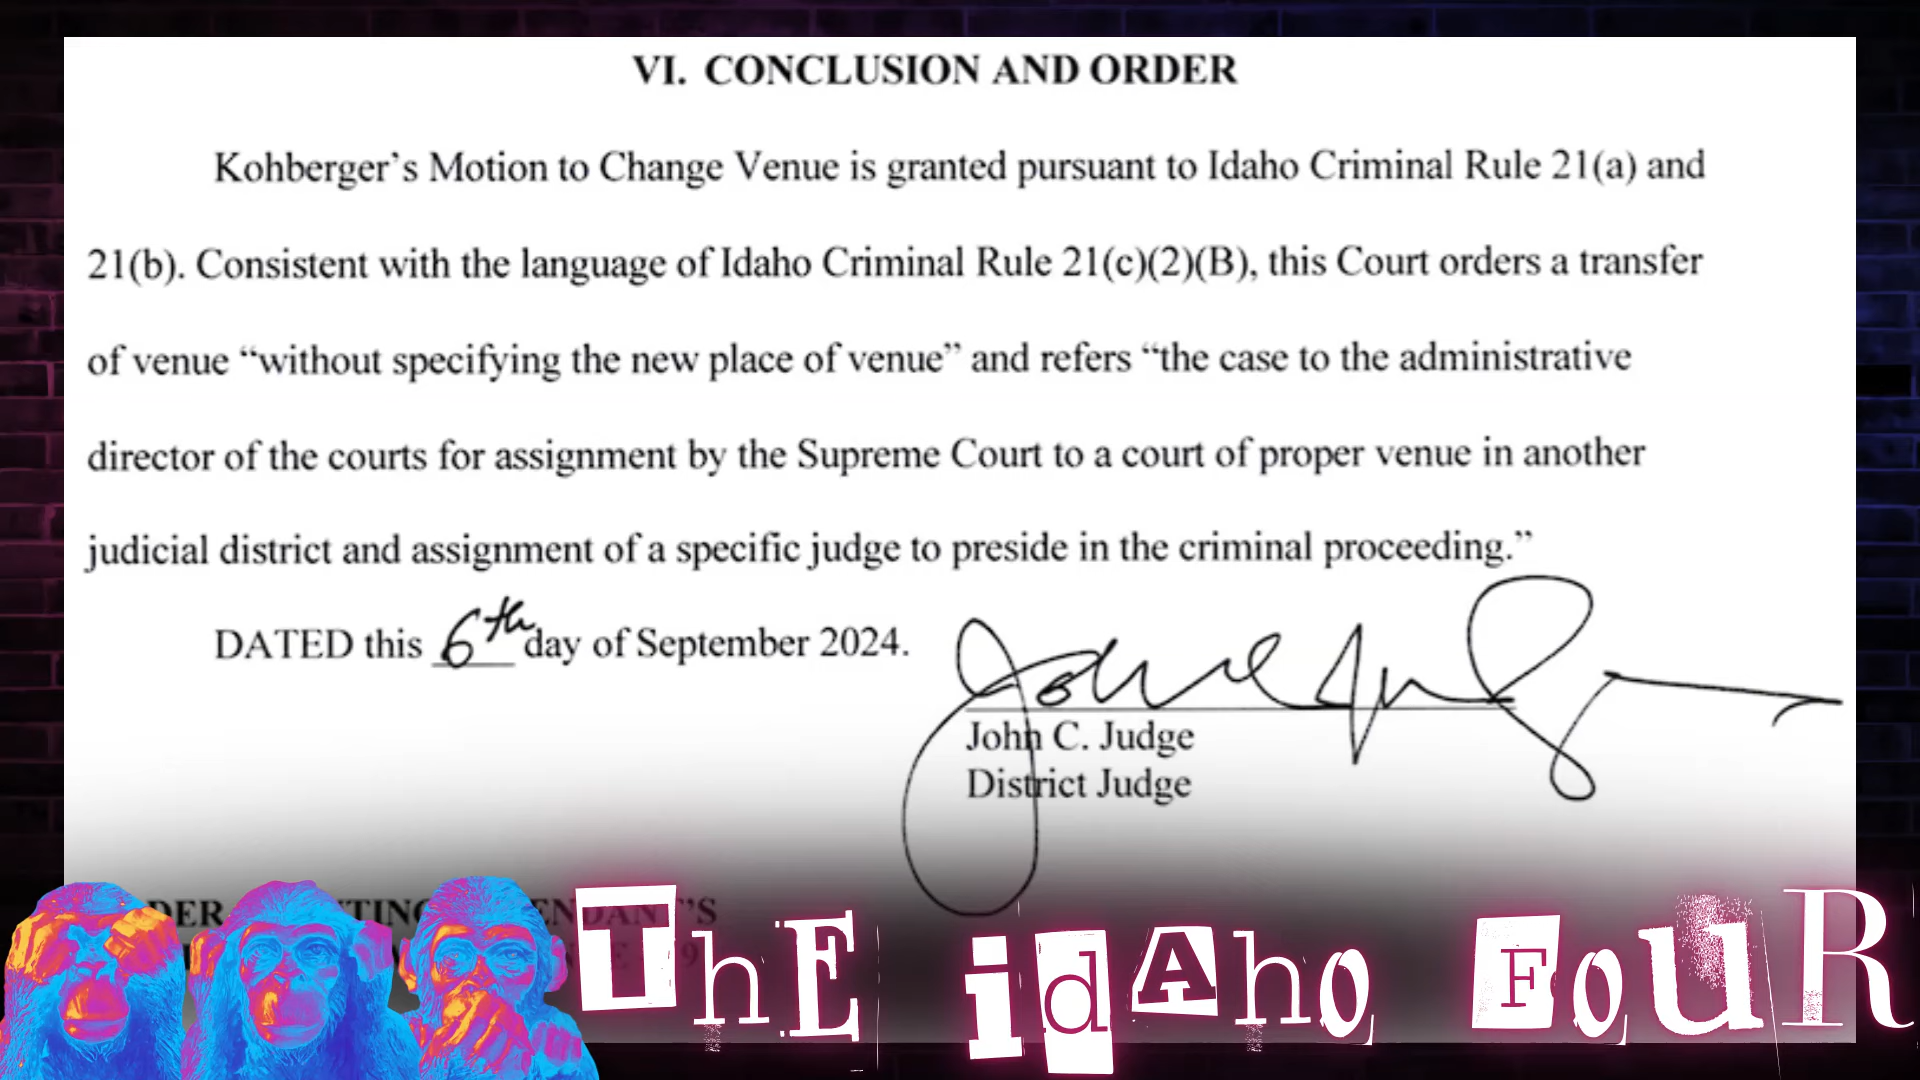 VI. CONCLUSION AND ORDER
Kohberger's Motion to Change Venue is granted pursuant to Idaho Criminal Rule 21(a) and
21(b). Consistent with the language of Idaho Criminal Rule 21(c)(2)(B), this Court orders a transfer
of venue “without specifying the new place of venue” and refers “the case to the administrative
director of the courts for assignment by the Supreme Court to a court of proper venue in another
judicial district and assignment of a specific judge to preside in the criminal proceeding.”
DATED this 6th day of September 2024.
John C. Judge
District Judge
THE idAho FouR